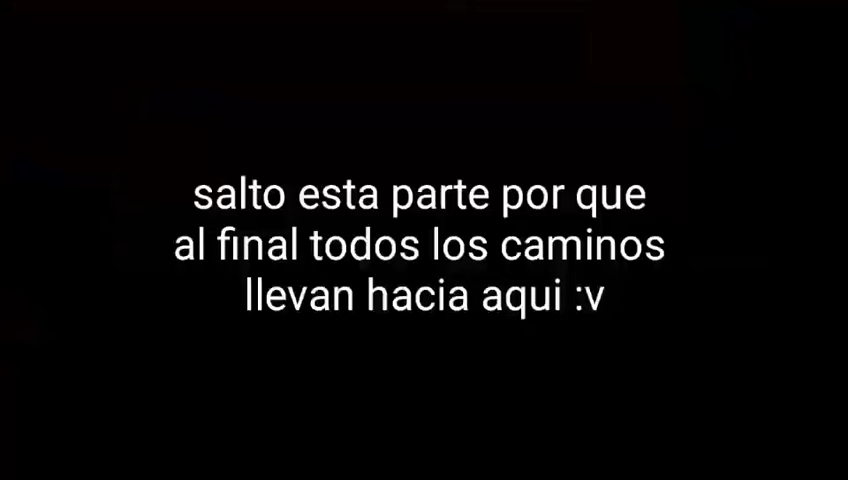 salto esta parte por que
al final todos los caminos
llevan hacia aqui :v